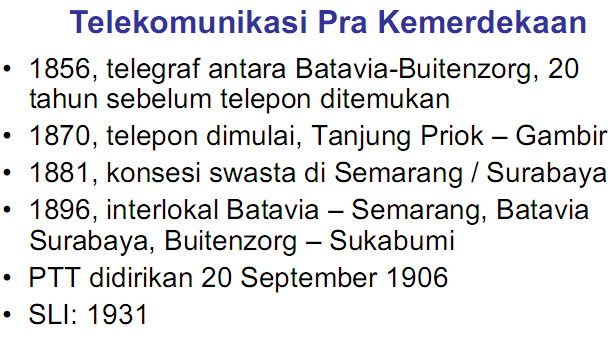 Telekomunikasi Pra Kemerdekaan
• 1856, telegraf antara Batavia-Buitenzorg, 20
tahun sebelum telepon ditemukan
• 1870, telepon dimulai, Tanjung Priok – Gambir
• 1881, konsesi swasta di Semarang / Surabaya
• 1896, interlokal Batavia – Semarang, Batavia
Surabaya, Buitenzorg – Sukabumi
• PTT didirikan 20 September 1906
• SLI: 1931